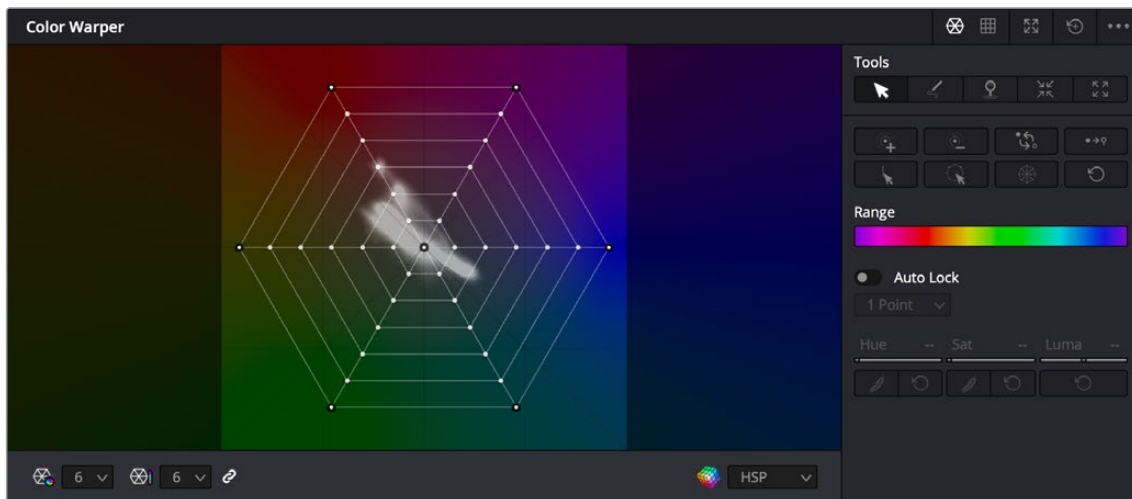 Color Warper
Tools
Range
Auto Lock
1 Point
Hue -- Sat -- Luma --
6 6 HSP